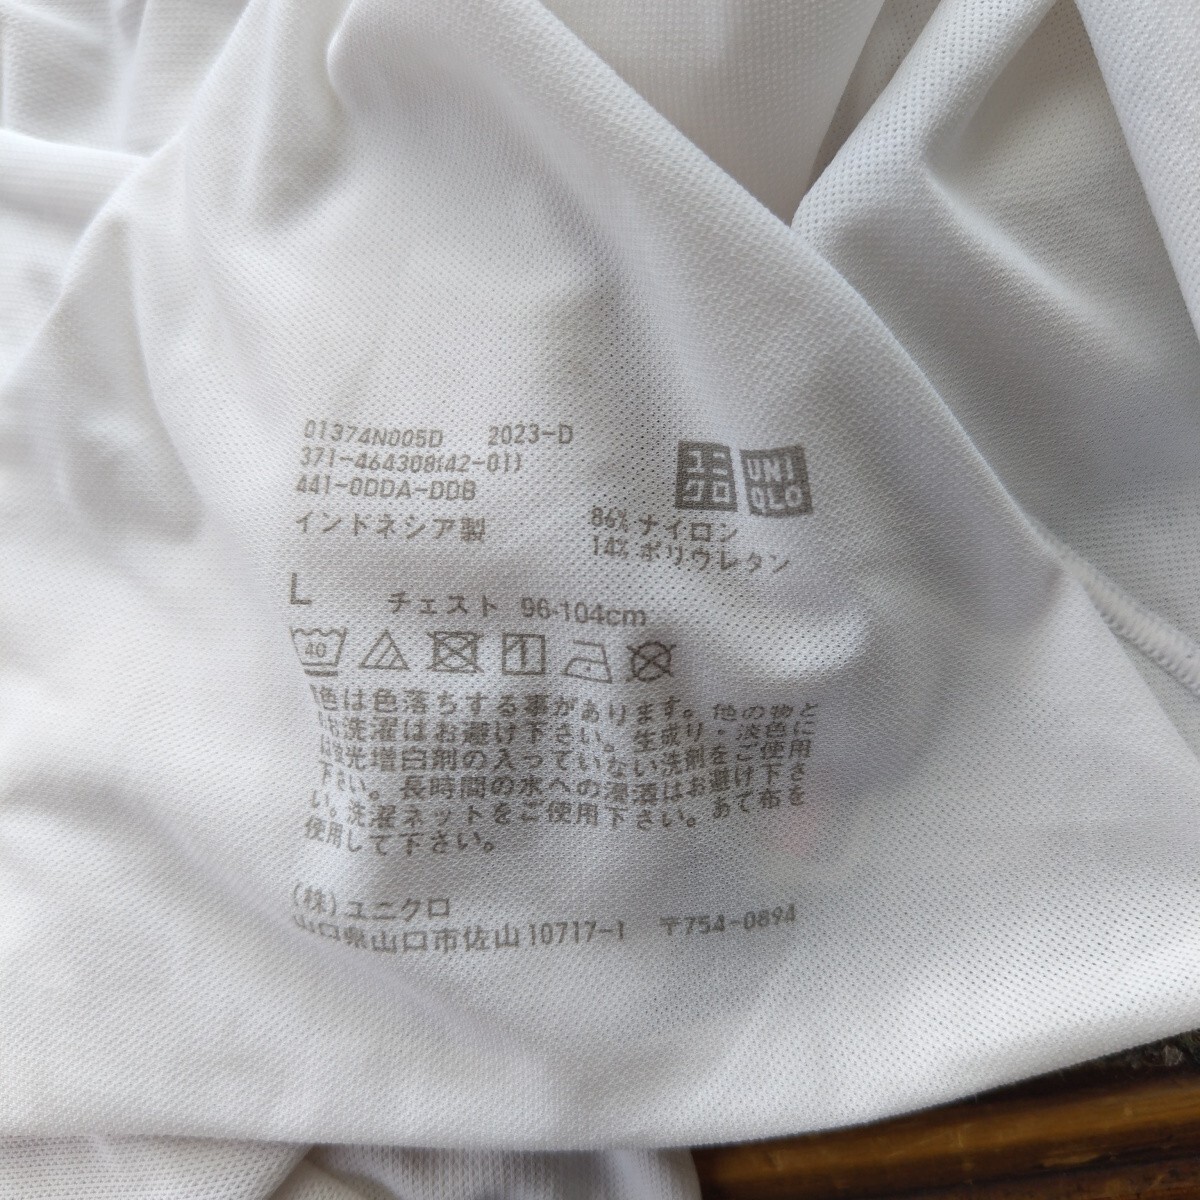 01374N005D 2023-D
371-464308(42-01)
441-0DDA-DDB
インドネシア製
ユニ
クロ
UNI
QLO
86% ナイロン
14% ポリウレタン
L チェスト 96-104cm
40
1
色は色落ちする事があります。他の物と
のお洗濯はお避け下さい。生成り・淡色に
は蛍光増白剤の入っていない洗剤をご使用
下さい。長時間の水への浸漬はお避け下さ
い。洗濯ネットをご使用下さい。あて布を
使用して下さい。
(株)ユニクロ
山口県山口市佐山10717-1 〒754-0894